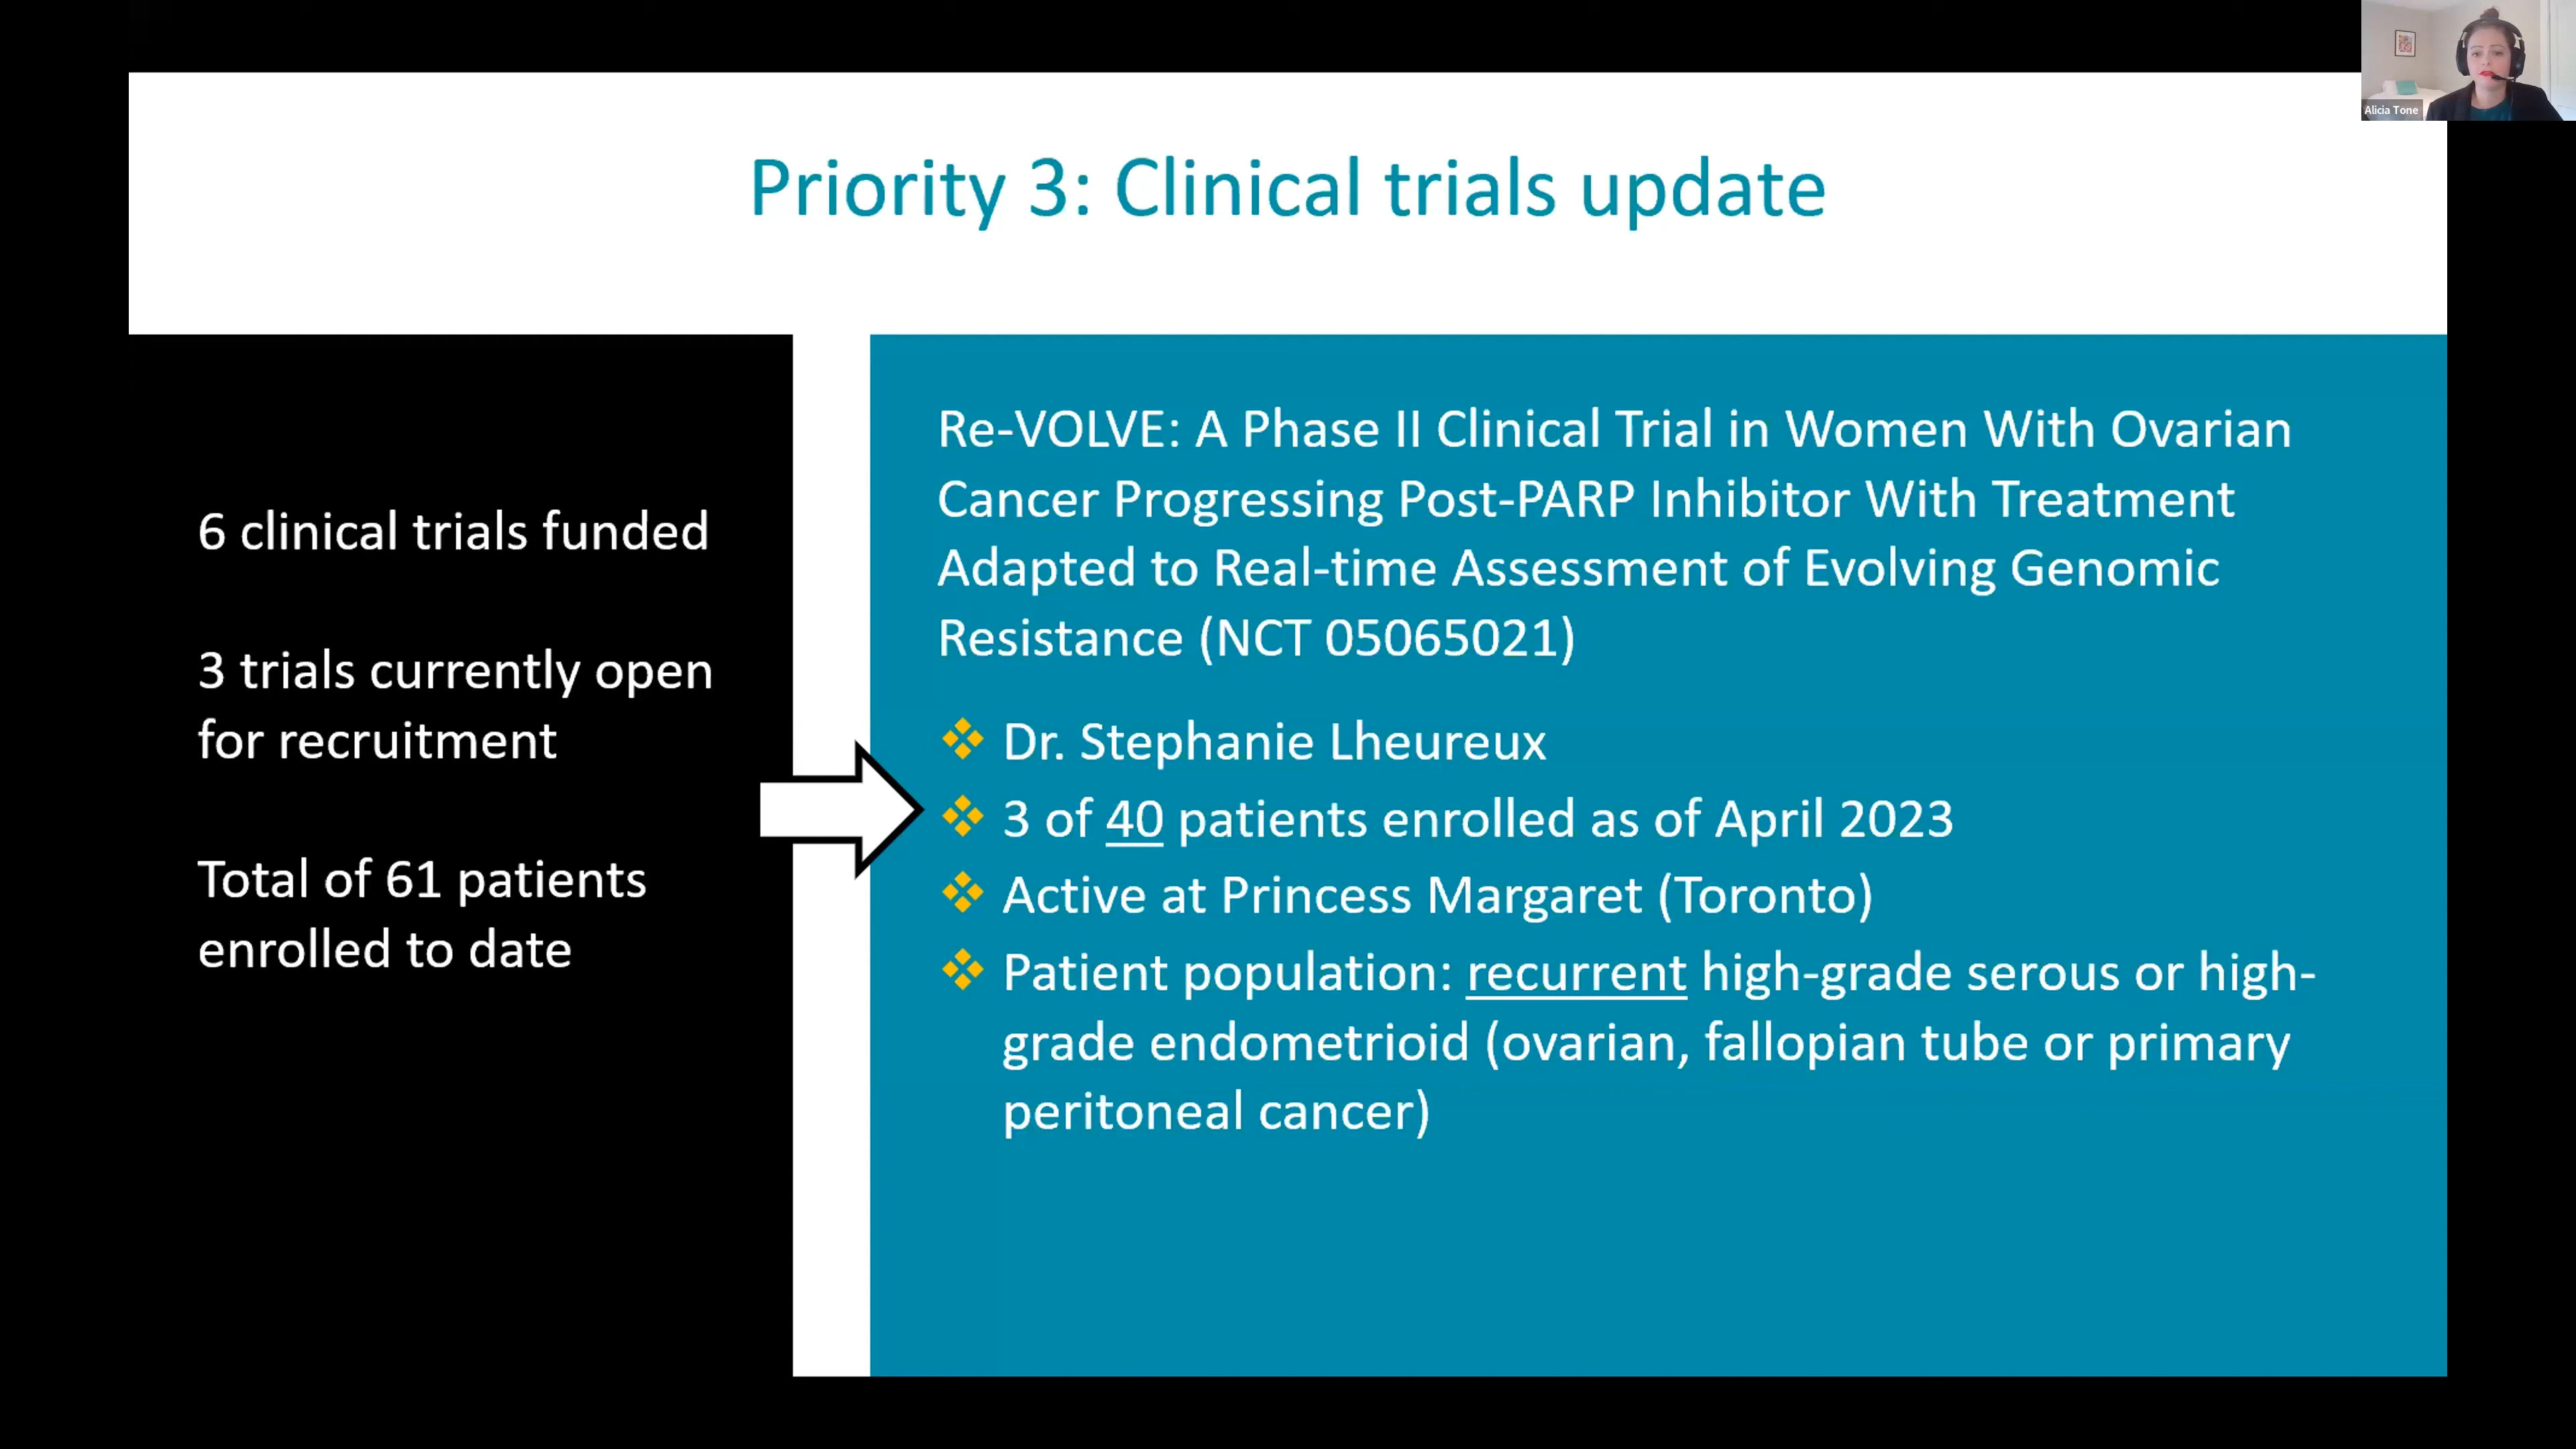 Alicia Tone
Priority 3: Clinical trials update
6 clinical trials funded
3 trials currently open
for recruitment
Total of 61 patients
enrolled to date
Re-VOLVE: A Phase II Clinical Trial in Women With Ovarian
Cancer Progressing Post-PARP Inhibitor With Treatment
Adapted to Real-time Assessment of Evolving Genomic
Resistance (NCT 05065021)
Dr. Stephanie Lheureux
3 of 40 patients enrolled as of April 2023
Active at Princess Margaret (Toronto)
Patient population: recurrent high-grade serous or high-
grade endometrioid (ovarian, fallopian tube or primary
peritoneal cancer)